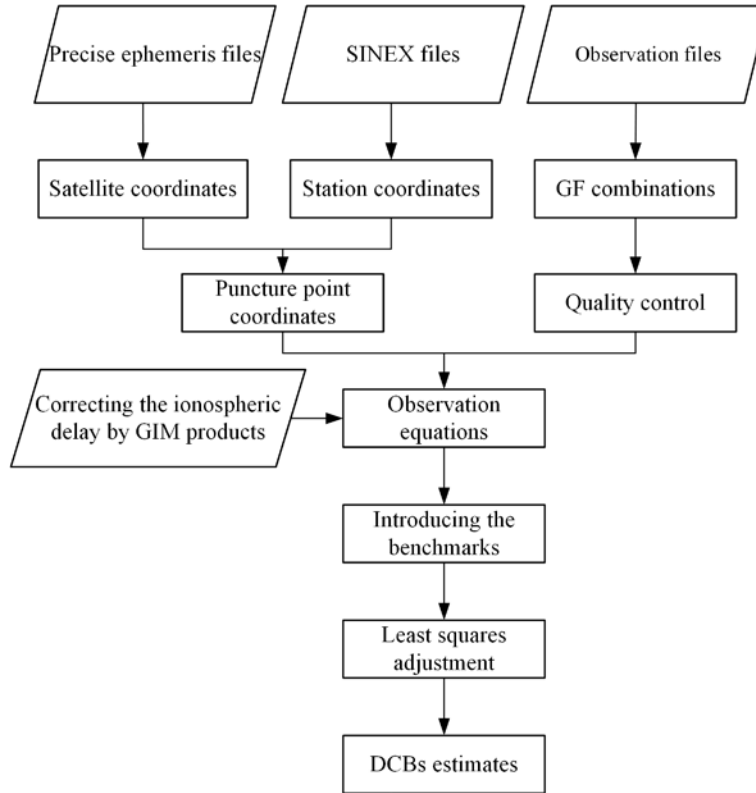 Precise ephemeris files
SINEX files
Observation files
Satellite coordinates
Station coordinates
GF combinations
Puncture point
coordinates
Quality control
Correcting the ionospheric
delay by GIM products
Observation
equations
Introducing the
benchmarks
Least squares
adjustment
DCBs estimates